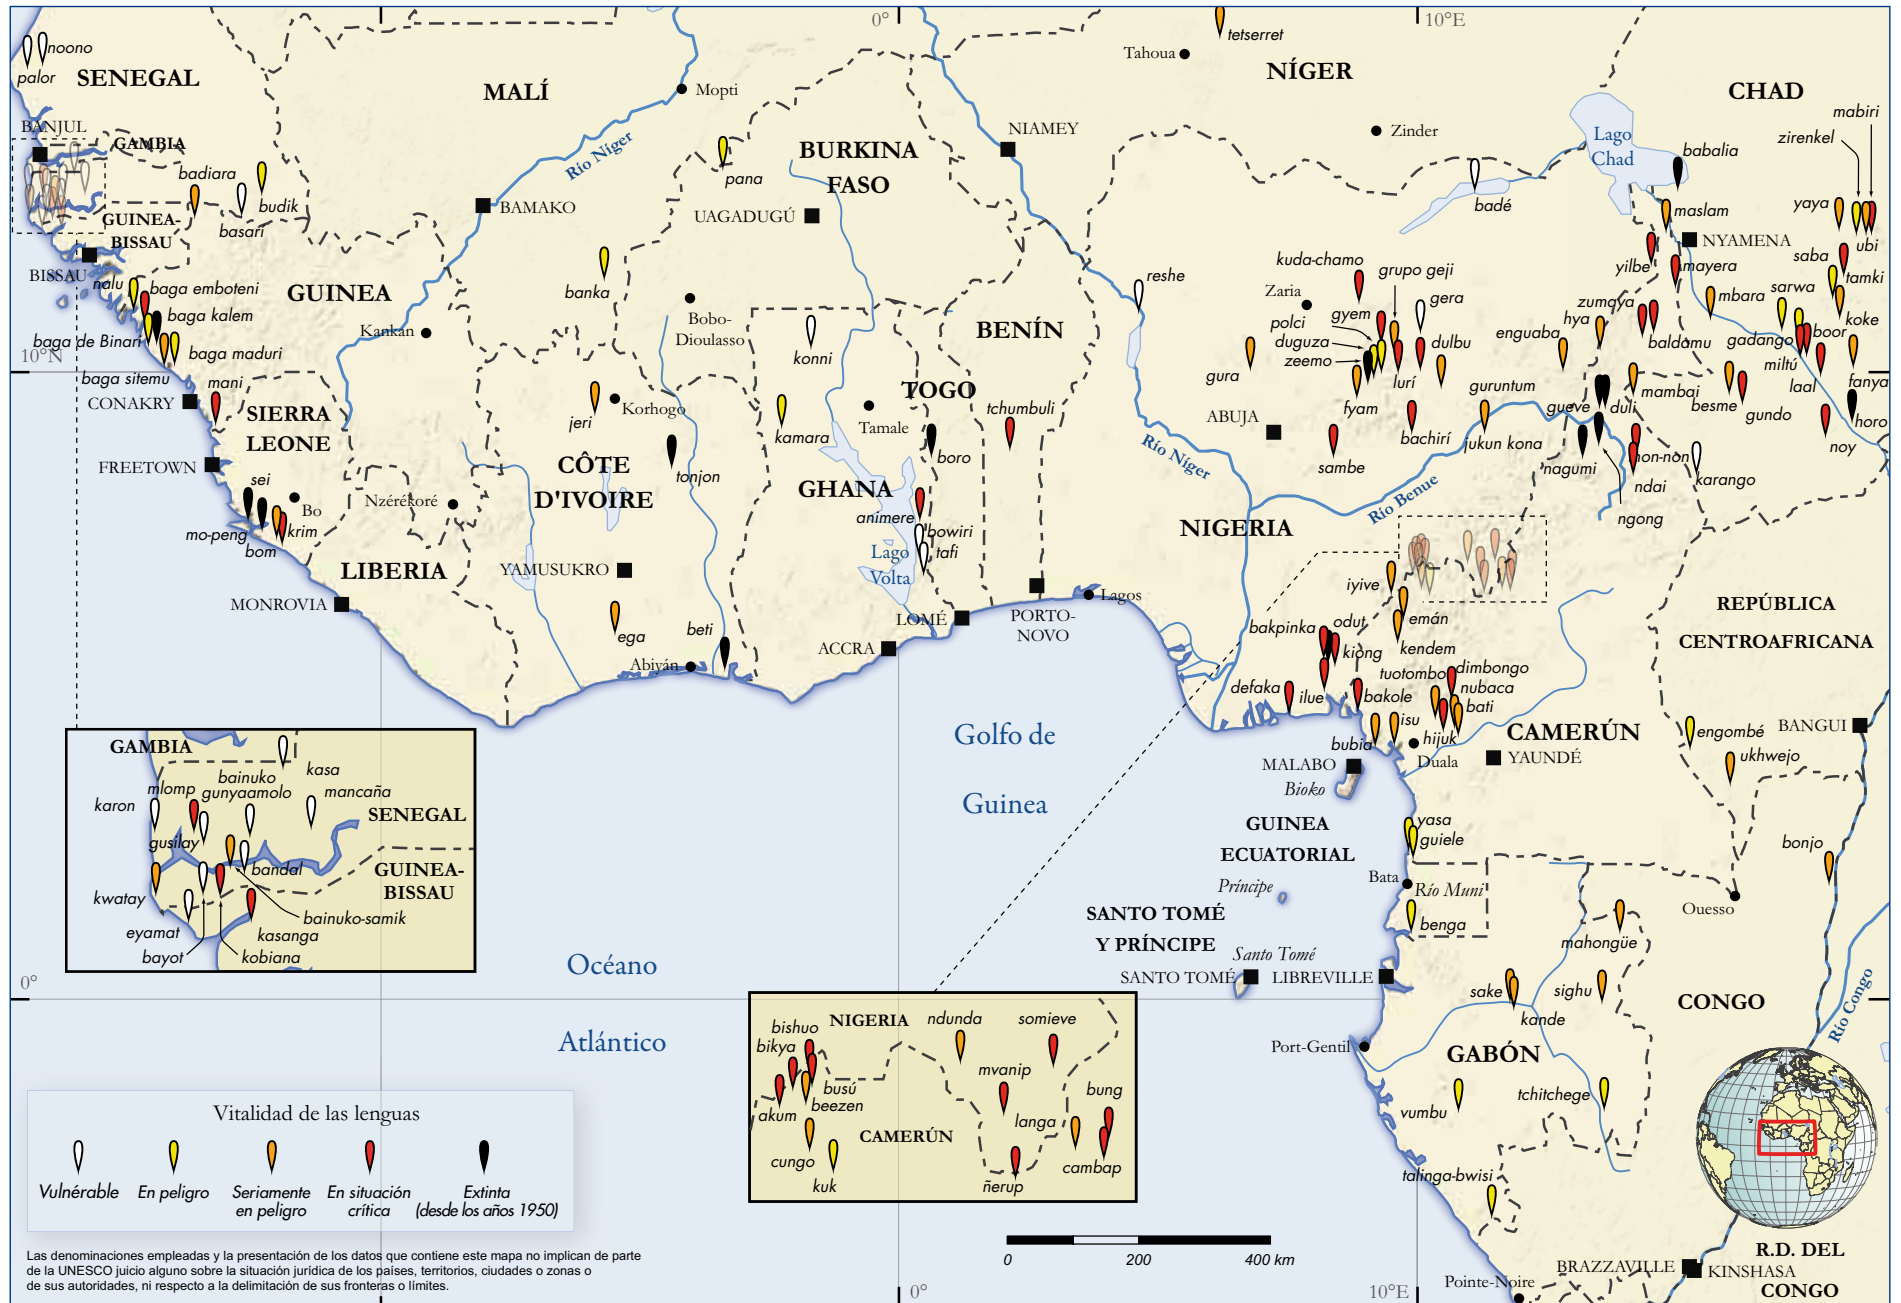 0°
10°E
noono
palor
SENEGAL
MALÍ
Mopti
tetserret
Tahoua
NÍGER
CHAD
mabiri
zirenkel
BANJUL
GAMBIA
Río Níger
pana
BURKINA
FASO
NIAMEY
Zinder
Lago
Chad
babalia
badiara
budik
basari
BAMAKO
UAGADUGÚ
badé
maslam
yaya
ubi
GUINEA-
BISSAU
BISSAU
NYAMENA
yilbe
mayera
saba
tamki
nalu
baga emboteni
GUINEA
banka
reshe
kuda-chamo
grupo geji
Zaria
gera
zumaya
mbara
sarwa
koke
baga kalem
Kankan
Bobo-
Dioulasso
konni
BENÍN
polci
gyem
duguza
zeemo
dulbu
enguaba
hya
baldamu
gadango
boor
baga de Binari
baga maduri
10°N
baga sitemu
mani
CONAKRY
SIERRA
LEONE
jeri
Korhogo
kamara
Tamale
TOGO
tchumbuli
gura
fyam
lurí
guruntum
gueve
duli
mambai
besme
gundo
miltú
laal
fanya
horo
noy
ABUJA
sambe
bachirí
jukun kona
nagumi
non-non
ndai
ngong
karango
FREETOWN
sei
Bo
mo-peng
bom
krim
Nzérékoré
CÔTE
D'IVOIRE
tonjon
boro
GHANA
animere
bowiri
tafi
Lago
Volta
Río Níger
Río Benue
NIGERIA
LIBERIA
YAMUSUKRO
MONROVIA
ega
beti
Abiyán
ACCRA
LOMÉ
PORTO-
NOVO
Lagos
iyive
emán
kendem
bakpinka
odut
kiong
REPÚBLICA
CENTROAFRICANA
defaka
ilue
bakole
tuotombo
dimbongo
nubaca
bati
isu
bubia
hijuk
Duala
CAMERÚN
YAUNDÉ
engombé
ukhwejo
BANGUI
Golfo de
Guinea
MALABO
Bioko
GUINEA
ECUATORIAL
yasa
guiele
bonjo
Bata
Río Muni
benga
Príncipe
SANTO TOMÉ
Y PRÍNCIPE
Santo Tomé
SANTO TOMÉ
LIBREVILLE
Ouesso
mahongüe
GAMBIA
bainuko
gunyaamolo
kasa
mancaña
mlomp
karon
SENEGAL
gusilay
bandal
GUINEA-
BISSAU
kwatay
bainuko-samik
eyamat
kasanga
bayot
kobiana
Océano
Atlántico
0°
sake
kande
sighu
CONGO
Río Congo
Port-Gentil
GABÓN
vumbu
tchitchege
talinga-bwisi
NIGERIA
ndunda
somieve
bishuo
bikya
busú
beezen
akum
mvanip
langa
bung
CAMERÚN
cungo
kuk
ñerup
cambap
Vitalidad de las lenguas
Vulnérable
En peligro
Seriamente
en peligro
En situación
crítica
Extinta
(desde los años 1950)
Las denominaciones empleadas y la presentación de los datos que contiene este mapa no implican de parte
de la UNESCO juicio alguno sobre la situación jurídica de los países, territorios, ciudades o zonas o
de sus autoridades, ni respecto a la delimitación de sus fronteras o límites.
0
200
400 km
0°
10°E
Pointe-Noire
BRAZZAVILLE
KINSHASA
R.D. DEL
CONGO